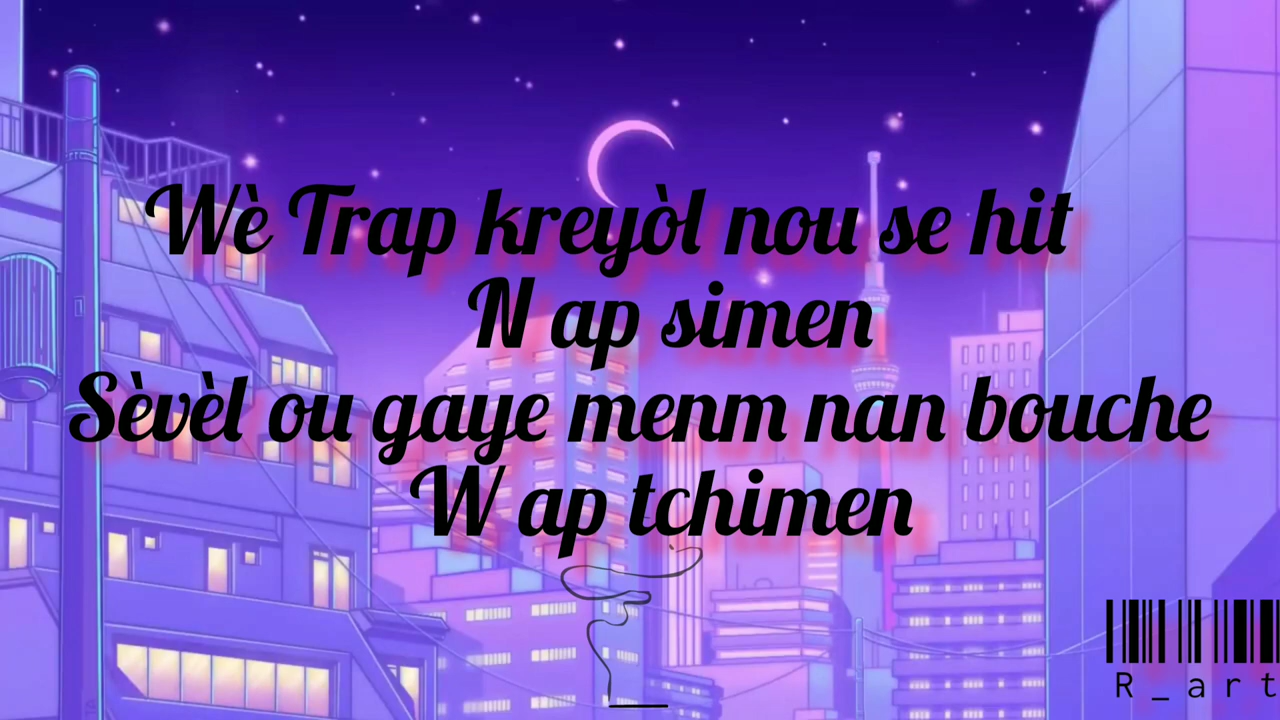 Wè Trap kreyòl nou se hit
N ap simen
Sèvèl ou gaye menm nan bouche
W ap tchimen
R_art